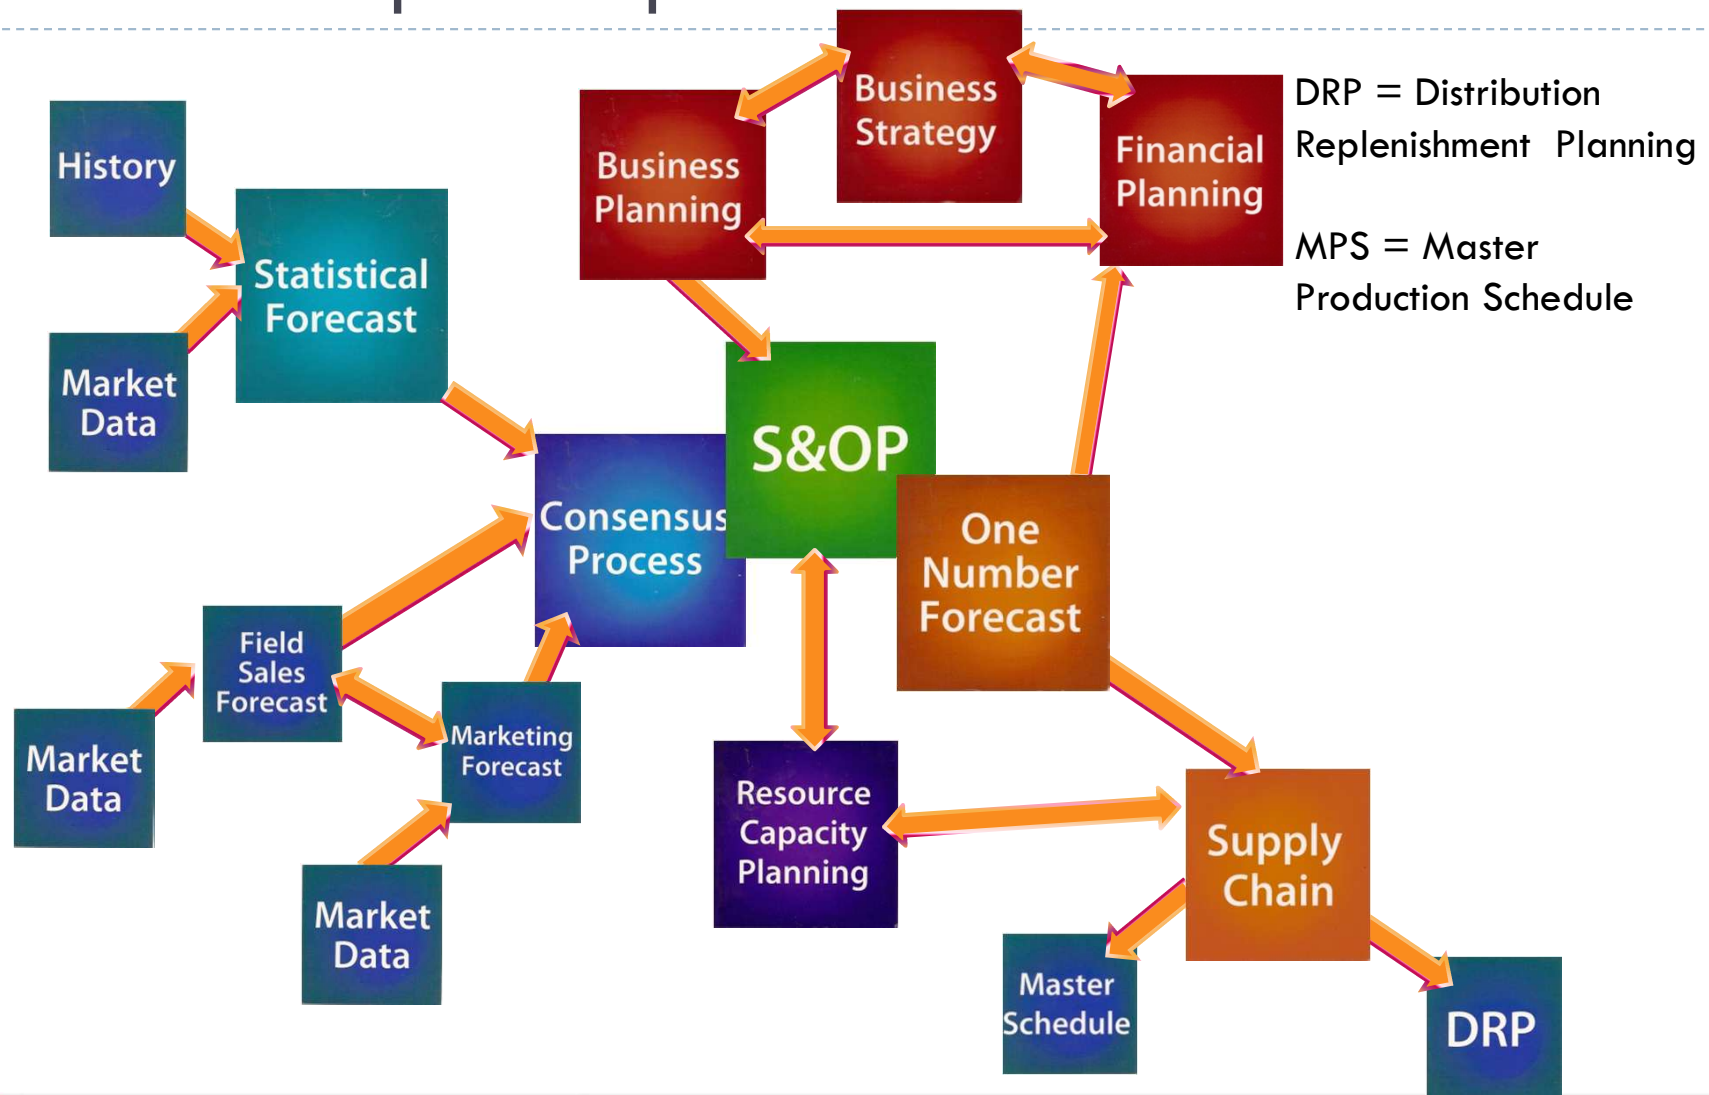 Business
Strategy
Business
Planning
Financial
Planning
DRP = Distribution
Replenishment Planning
MPS = Master
Production Schedule
History
Statistical
Forecast
Market
Data
S&OP
Consensus
Process
One
Number
Forecast
Field
Sales
Forecast
Marketing
Forecast
Market
Data
Market
Data
Resource
Capacity
Planning
Supply
Chain
Master
Schedule
DRP